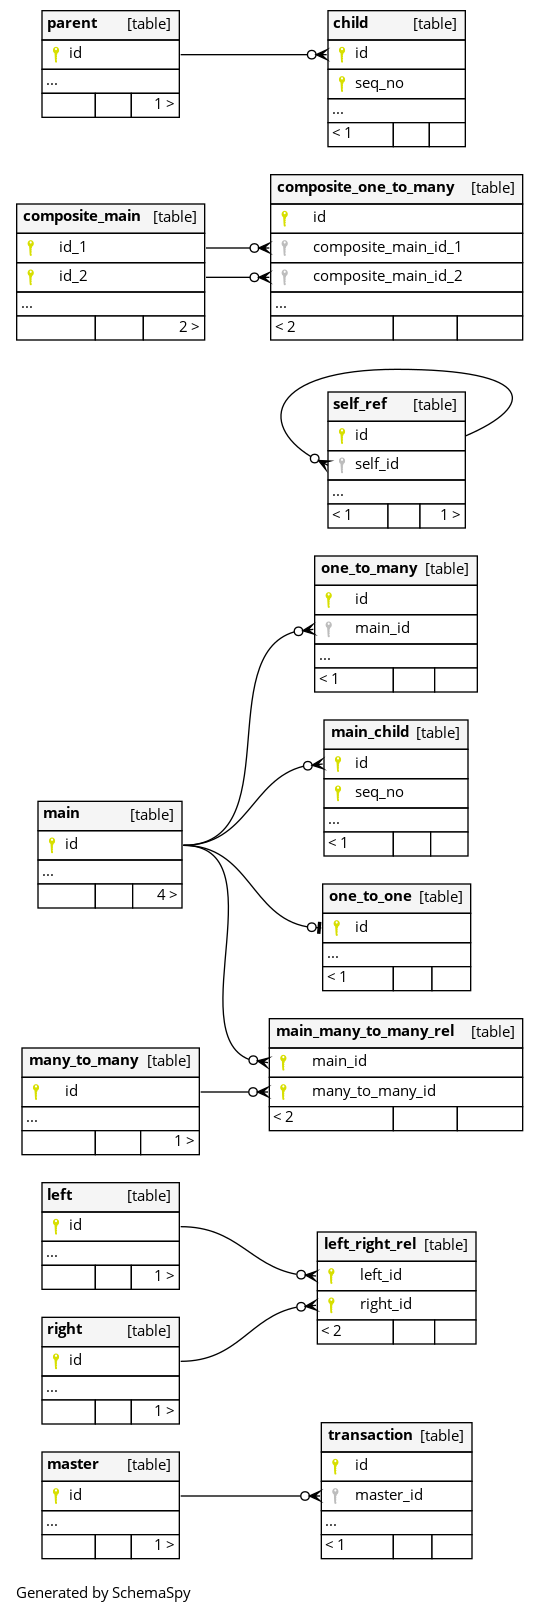 parent [table]
id
...
1 >
child [table]
id
seq_no
...
< 1
composite_main [table]
id_1
id_2
...
2 >
composite_one_to_many [table]
id
composite_main_id_1
composite_main_id_2
...
< 2
self_ref [table]
id
self_id
...
< 1 1 >
one_to_many [table]
id
main_id
...
< 1
main_child [table]
id
seq_no
...
< 1
main [table]
id
...
4 >
one_to_one [table]
id
...
< 1
main_many_to_many_rel [table]
main_id
many_to_many_id
< 2
many_to_many [table]
id
...
1 >
left [table]
id
...
1 >
left_right_rel [table]
left_id
right_id
< 2
right [table]
id
...
1 >
transaction [table]
id
master_id
...
< 1
master [table]
id
...
1 >
Generated by SchemaSpy